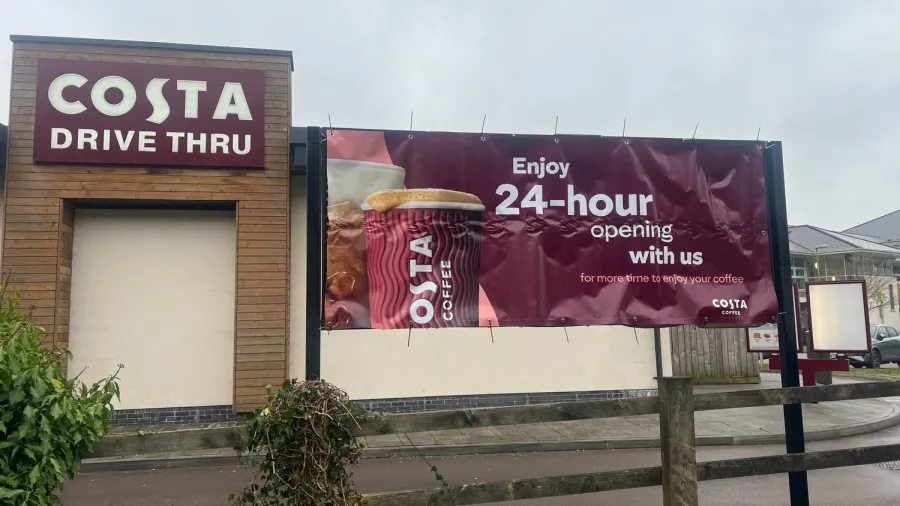 COSTA
DRIVE THRU
Enjoy
24-hour
opening
with us
for more time to enjoy your coffee
COSTA
COFFEE
OSTA
COFFEE